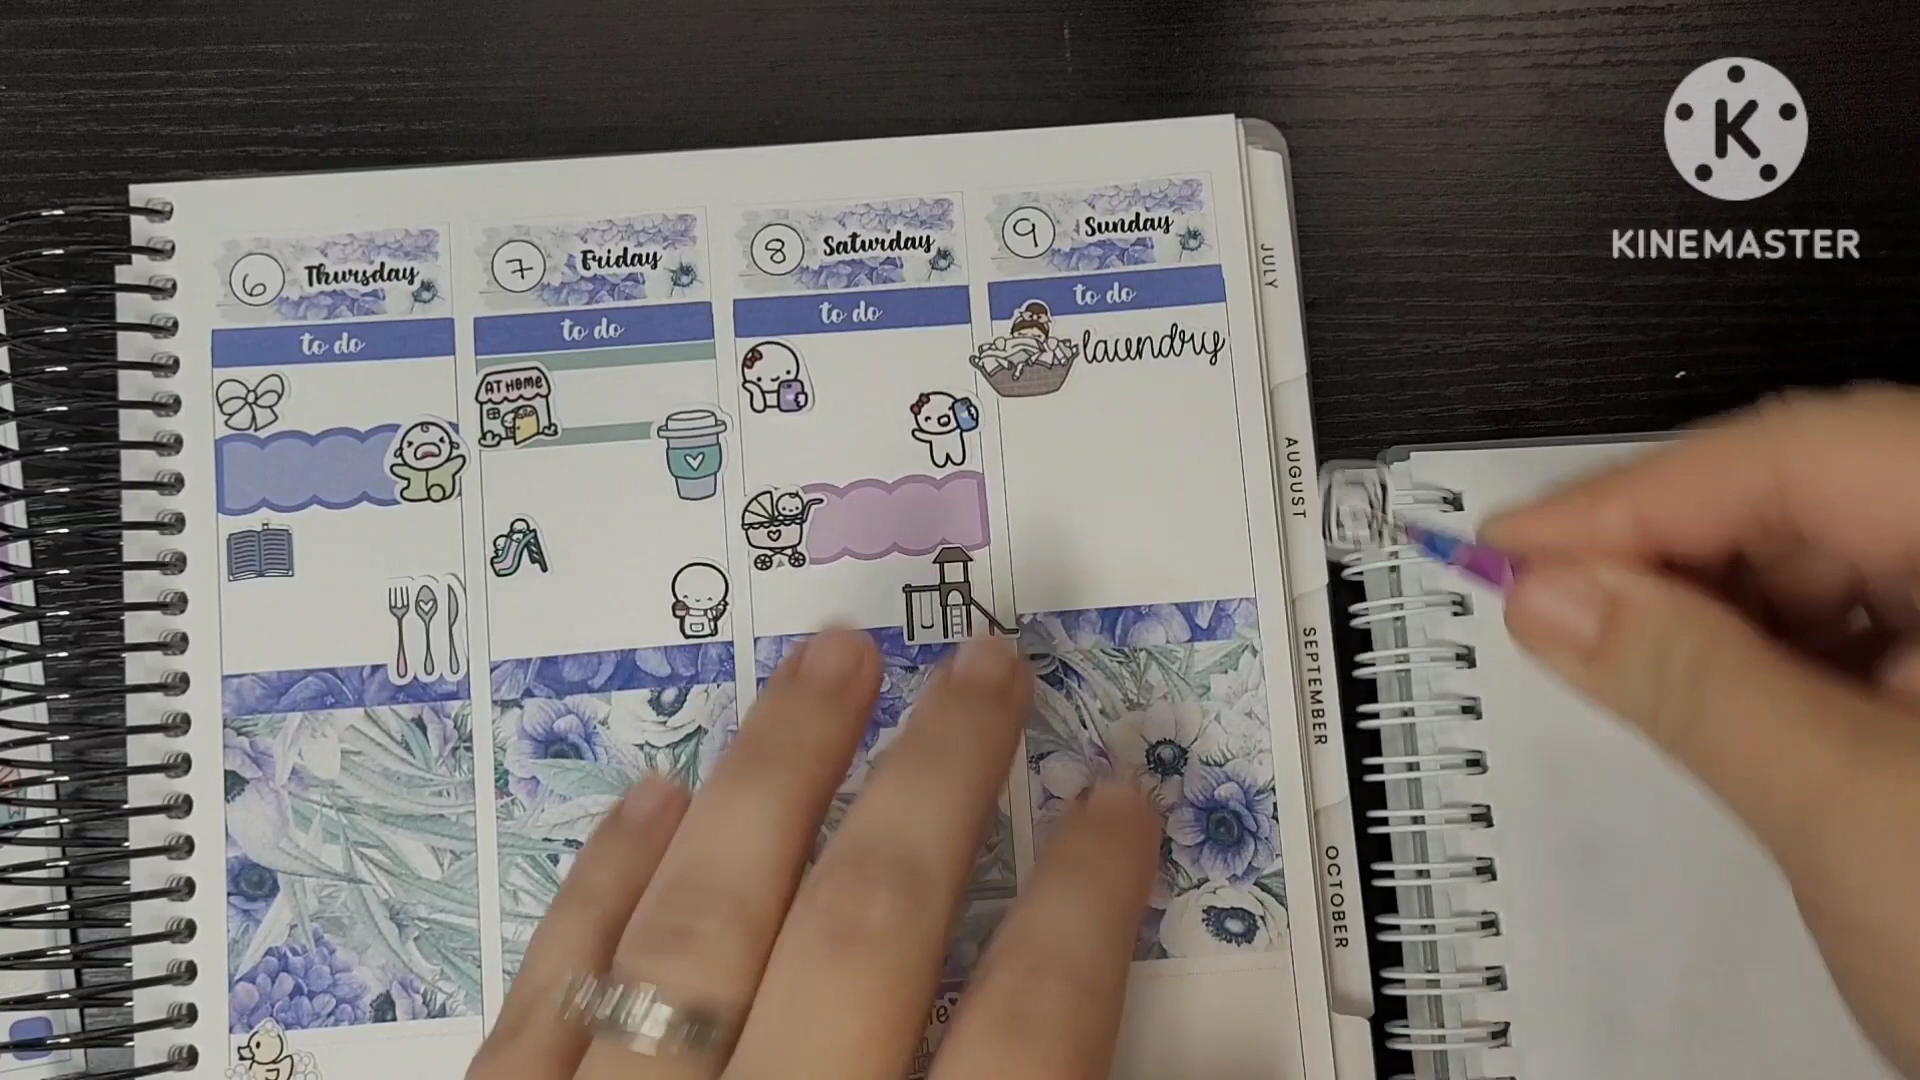 K
KINEMASTER
6 Thursday
7 Friday
8 Saturday
9 Sunday
to do
to do
to do
to do
AT HOME
laundry
JULY
AUGUST
SEPTEMBER
OCTOBER